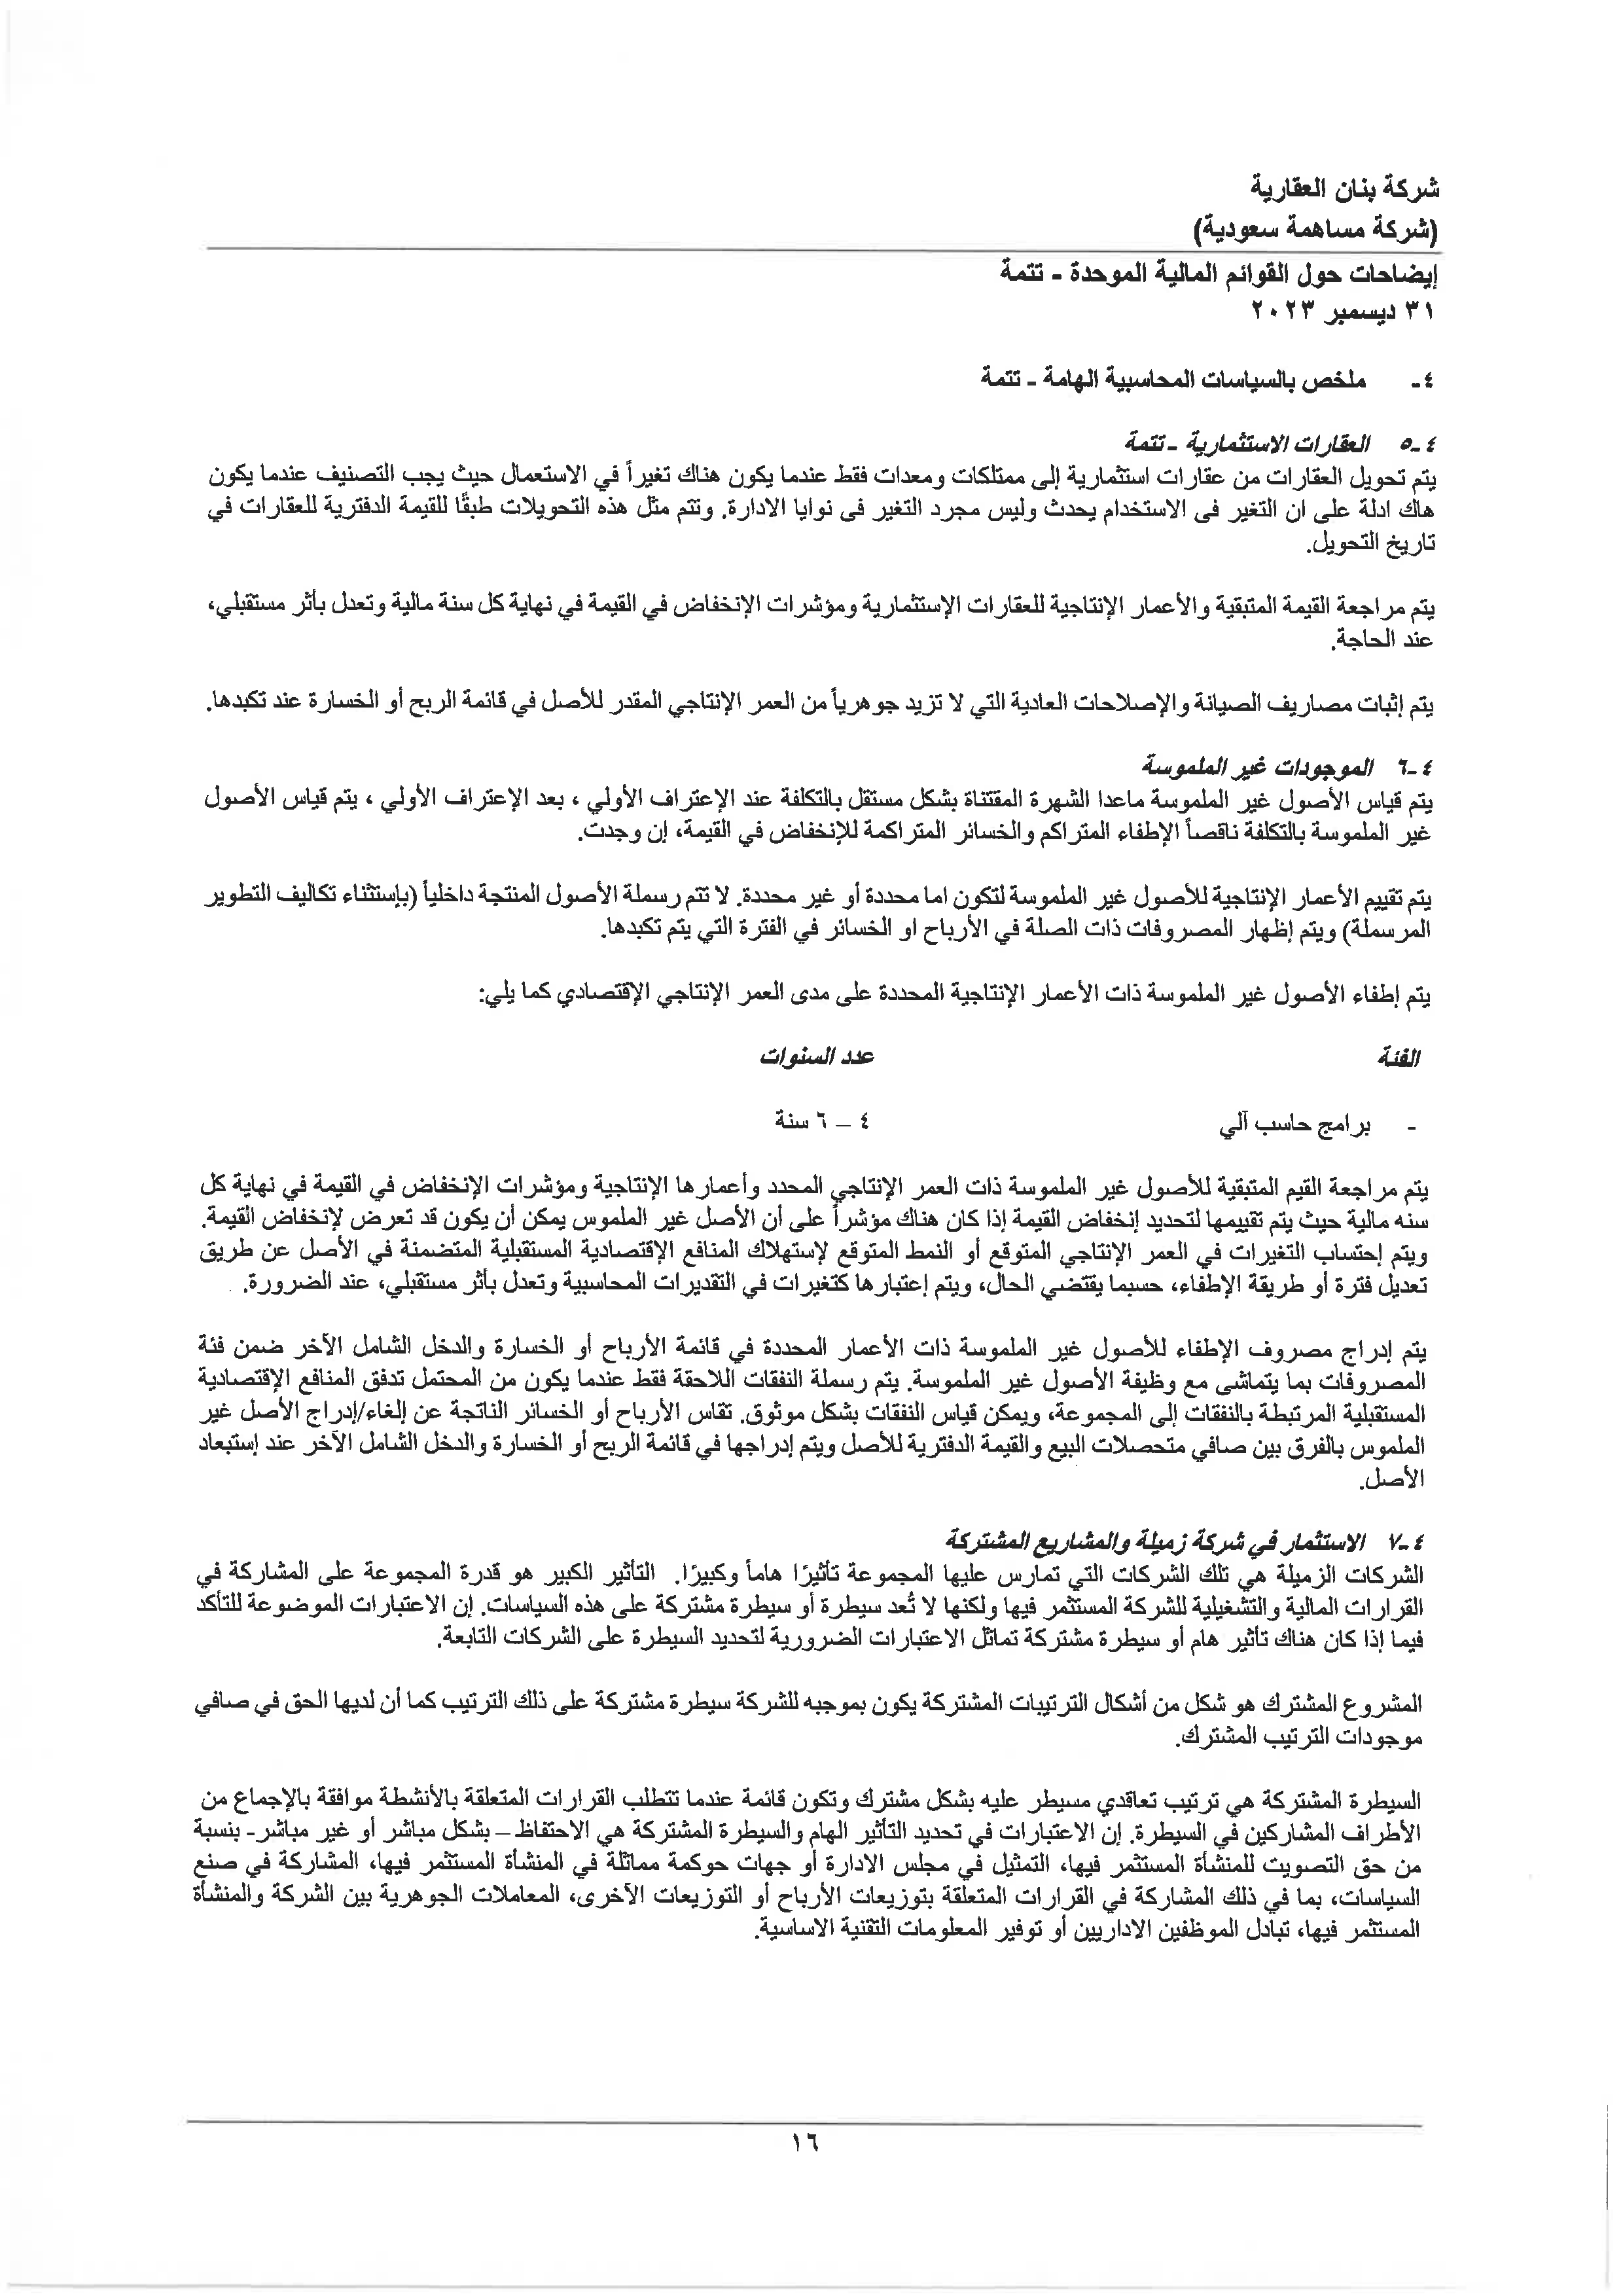 شركة بنان العقارية
(شركة مساهمة سعودية)
إيضاحات حول القوائم المالية الموحدة - تتمة
٣١ ديسمبر ٢٠٢٣
٤- ملخص بالسياسات المحاسبية الهامة - تتمة
٤-٥ العقارات الاستثمارية - تتمة
يتم تحويل العقارات من عقارات استثمارية إلى ممتلكات ومعدات فقط عندما يكون هناك تغيراً في الاستعمال حيث يجب التصنيف عندما يكون
هاك ادلة على ان التغير فى الاستخدام يحدث وليس مجرد التغير فى نوايا الادارة. وتتم مثل هذه التحويلات طبقًا للقيمة الدفترية للعقارات في
تاريخ التحويل.
يتم مراجعة القيمة المتبقية والأعمار الإنتاجية للعقارات الإستثمارية ومؤشرات الإنخفاض في القيمة في نهاية كل سنة مالية وتعدل بأثر مستقبلي،
عند الحاجة.
يتم إثبات مصاريف الصيانة والإصلاحات العادية التي لا تزيد جوهرياً من العمر الإنتاجي المقدر للأصل في قائمة الربح أو الخسارة عند تكبدها.
٤-٦ الموجودات غير الملموسة
يتم قياس الأصول غير الملموسة ماعدا الشهرة المقتناة بشكل مستقل بالتكلفة عند الإعتراف الأولي ، بعد الإعتراف الأولي ، يتم قياس الأصول
غير الملموسة بالتكلفة ناقصاً الإطفاء المتراكم والخسائر المتراكمة للإنخفاض في القيمة، إن وجدت.
يتم تقييم الأعمار الإنتاجية للأصول غير الملموسة لتكون اما محددة أو غير محددة. لا تتم رسملة الأصول المنتجة داخلياً (بإستثناء تكاليف التطوير
المرسملة) ويتم إظهار المصروفات ذات الصلة في الأرباح او الخسائر في الفترة التي يتم تكبدها.
يتم إطفاء الأصول غير الملموسة ذات الأعمار الإنتاجية المحددة على مدى العمر الإنتاجي الإقتصادي كما يلي:
الفئة عدد السنوات
- برامج حاسب آلي ٤ – ٦ سنة
يتم مراجعة القيم المتبقية للأصول غير الملموسة ذات العمر الإنتاجي المحدد وأعمارها الإنتاجية ومؤشرات الإنخفاض في القيمة في نهاية كل
سنه مالية حيث يتم تقييمها لتحديد إنخفاض القيمة إذا كان هناك مؤشراً على أن الأصل غير الملموس يمكن أن يكون قد تعرض لإنخفاض القيمة.
ويتم إحتساب التغيرات في العمر الإنتاجي المتوقع أو النمط المتوقع لإستهلاك المنافع الإقتصادية المستقبلية المتضمنة في الأصل عن طريق
تعديل فترة أو طريقة الإطفاء، حسبما يقتضي الحال، ويتم إعتبارها كتغيرات في التقديرات المحاسبية وتعدل بأثر مستقبلي، عند الضرورة.
يتم إدراج مصروف الإطفاء للأصول غير الملموسة ذات الأعمار المحددة في قائمة الأرباح أو الخسارة والدخل الشامل الآخر ضمن فئة
المصروفات بما يتماشى مع وظيفة الأصول غير الملموسة. يتم رسملة النفقات اللاحقة فقط عندما يكون من المحتمل تدفق المنافع الإقتصادية
المستقبلية المرتبطة بالنفقات إلى المجموعة، ويمكن قياس النفقات بشكل موثوق. تقاس الأرباح أو الخسائر الناتجة عن إلغاء/إدراج الأصل غير
الملموس بالفرق بين صافي متحصلات البيع والقيمة الدفترية للأصل ويتم إدراجها في قائمة الربح أو الخسارة والدخل الشامل الآخر عند إستبعاد
الأصل.
٤-٧ الاستثمار في شركة زميلة والمشاريع المشتركة
الشركات الزميلة هي تلك الشركات التي تمارس عليها المجموعة تأثيرًا هاماً وكبيرًا. التأثير الكبير هو قدرة المجموعة على المشاركة في
القرارات المالية والتشغيلية للشركة المستثمر فيها ولكنها لا تُعد سيطرة أو سيطرة مشتركة على هذه السياسات. إن الاعتبارات الموضوعة للتأكد
فيما إذا كان هناك تأثير هام أو سيطرة مشتركة تماثل الاعتبارات الضرورية لتحديد السيطرة على الشركات التابعة.
المشروع المشترك هو شكل من أشكال الترتيبات المشتركة يكون بموجبه للشركة سيطرة مشتركة على ذلك الترتيب كما أن لديها الحق في صافي
موجودات الترتيب المشترك.
السيطرة المشتركة هي ترتيب تعاقدي مسيطر عليه بشكل مشترك وتكون قائمة عندما تتطلب القرارات المتعلقة بالأنشطة موافقة بالإجماع من
الأطراف المشاركين في السيطرة. إن الاعتبارات في تحديد التأثير الهام والسيطرة المشتركة هي الاحتفاظ – بشكل مباشر أو غير مباشر- بنسبة
من حق التصويت للمنشأة المستثمر فيها، التمثيل في مجلس الادارة أو جهات حوكمة مماثلة في المنشأة المستثمر فيها، المشاركة في صنع
السياسات، بما في ذلك المشاركة في القرارات المتعلقة بتوزيعات الأرباح أو التوزيعات الآخرى، المعاملات الجوهرية بين الشركة والمنشأة
المستثمر فيها، تبادل الموظفين الاداريين أو توفير المعلومات التقنية الاساسية.
١٦